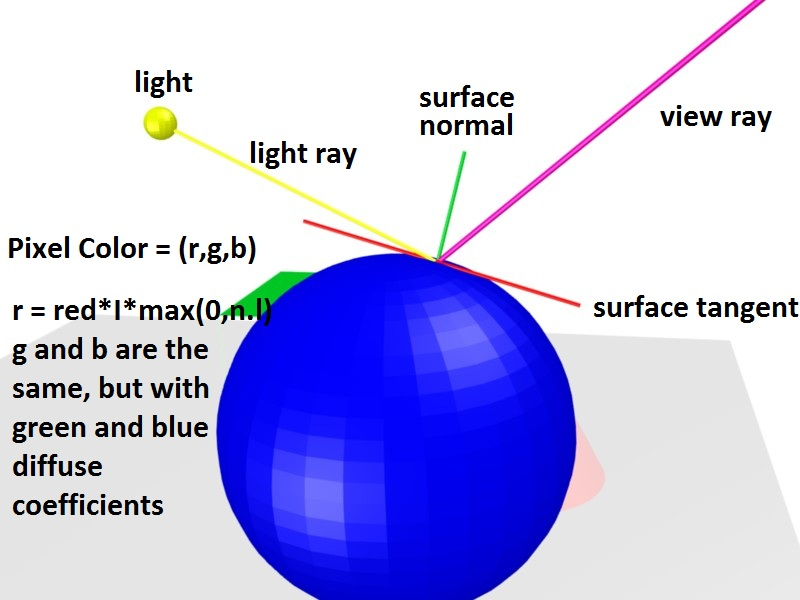 light
surface
normal
view ray
light ray
Pixel Color = (r,g,b)
r = red*I*max(0,n.l)
surface tangent
g and b are the
same, but with
green and blue
diffuse
coefficients